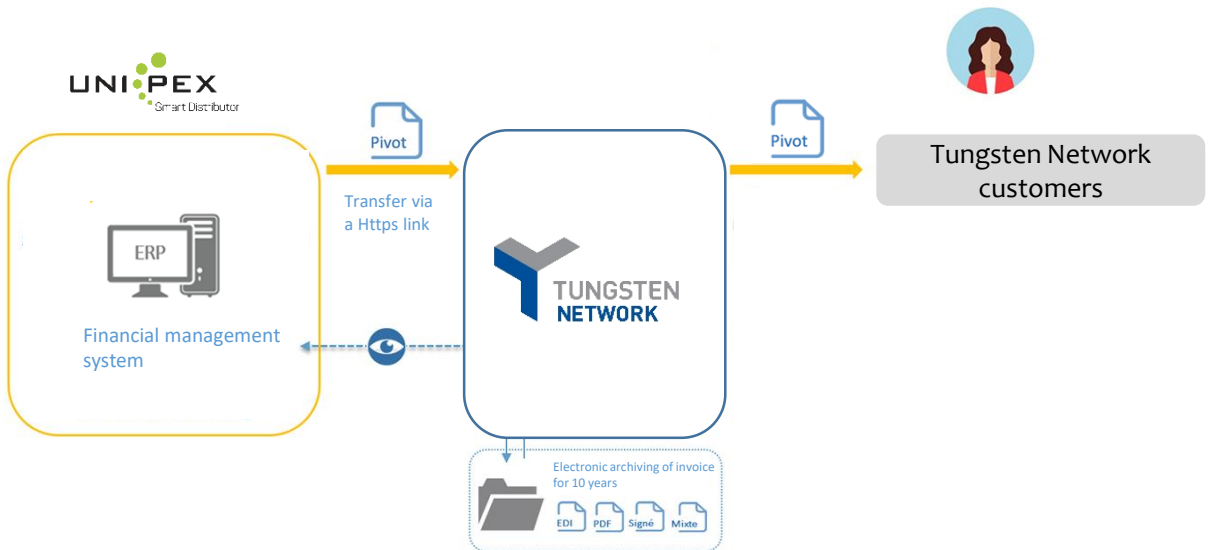 UNIPEX
Smart Distributor
Pivot
Pivot
Tungsten Network
customers
Transfer via
a Https link
ERP
TUNGSTEN
NETWORK
Financial management
system
Electronic archiving of invoice
for 10 years
EDI
PDF
Signé
Mixte